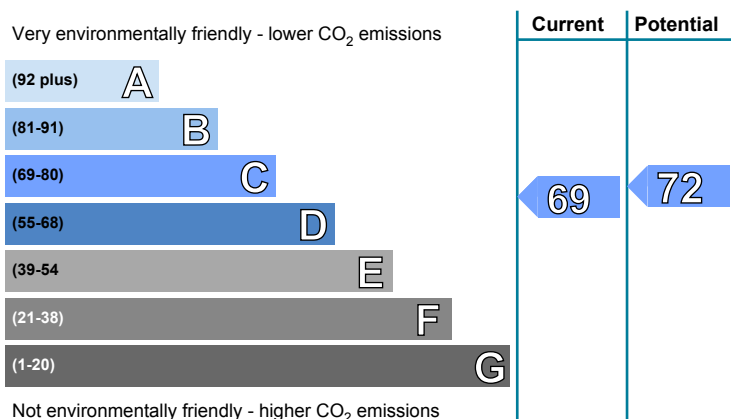 Very environmentally friendly - lower CO2 emissions
Current
Potential
(92 plus) A
(81-91) B
(69-80) C
(55-68) D
(39-54 E
(21-38) F
(1-20) G
69
72
Not environmentally friendly - higher CO2 emissions